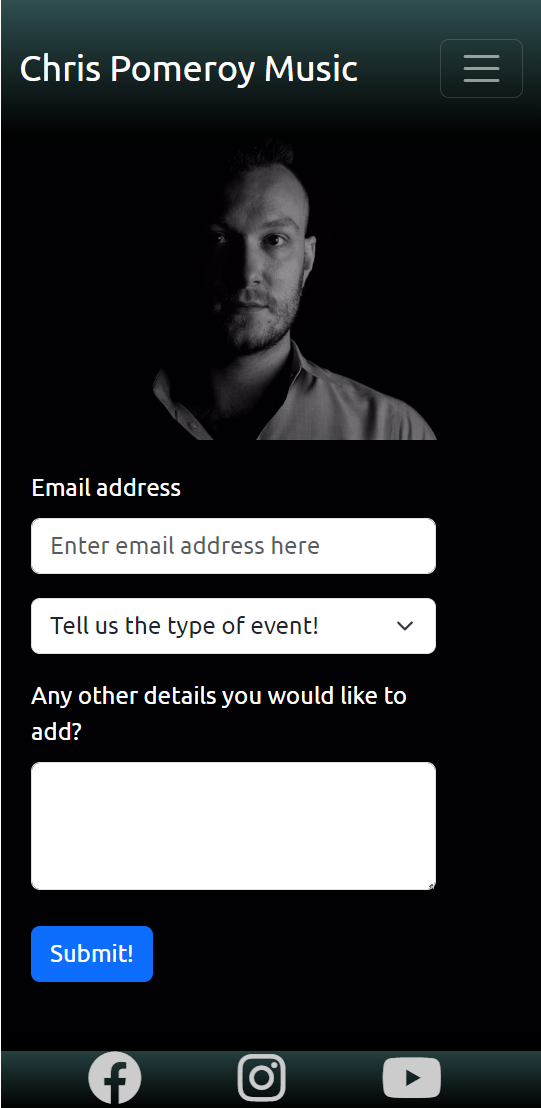 Chris Pomeroy Music
Email address
Enter email address here
Tell us the type of event!
Any other details you would like to
add?
Submit!